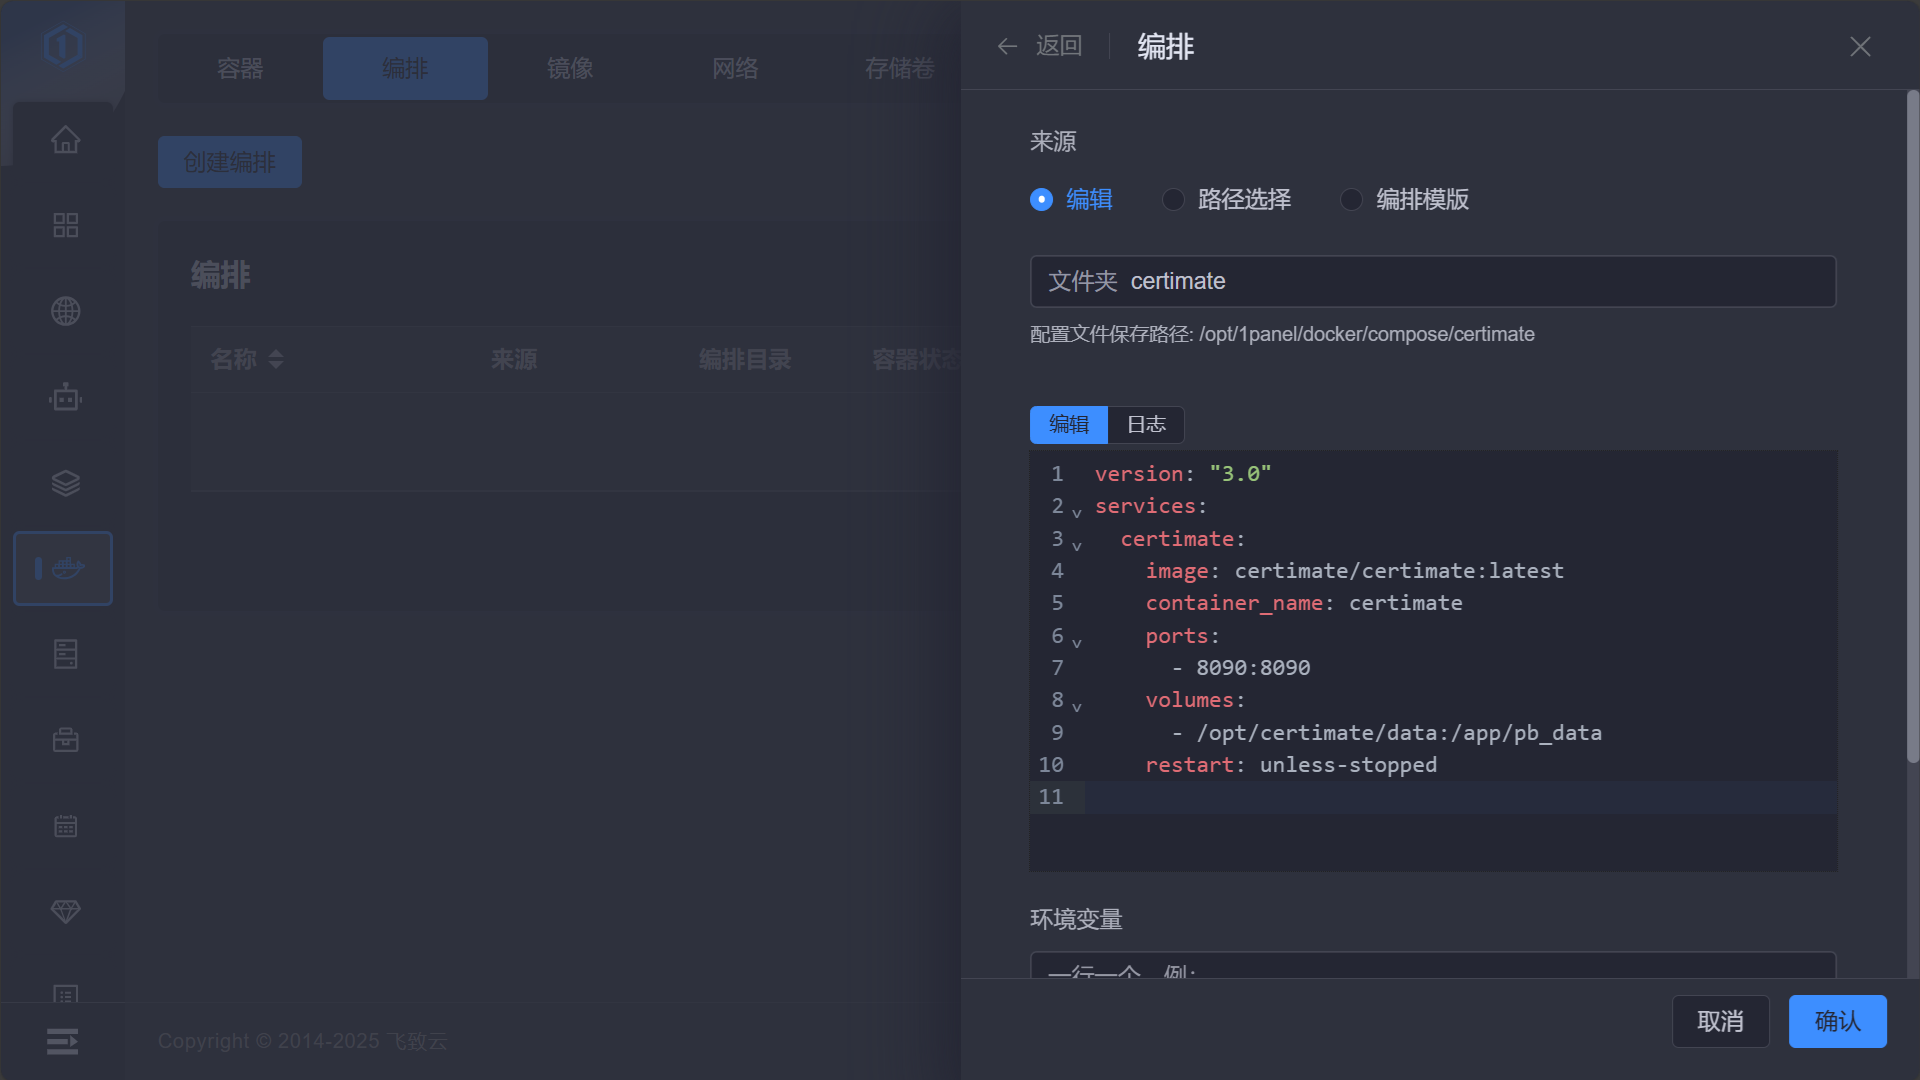 容器
编排
镜像
网络
存储卷
创建编排
编排
名称
来源
编排目录
容器状态
Copyright © 2014-2025 飞致云
返回
编排
来源
编辑
路径选择
编排模版
文件夹 certimate
配置文件保存路径: /opt/1panel/docker/compose/certimate
编辑
日志
1 version: "3.0"
2 services:
3 certimate:
4 image: certimate/certimate:latest
5 container_name: certimate
6 ports:
7 - 8090:8090
8 volumes:
9 - /opt/certimate/data:/app/pb_data
10 restart: unless-stopped
11
环境变量
一行一个，例：
取消
确认